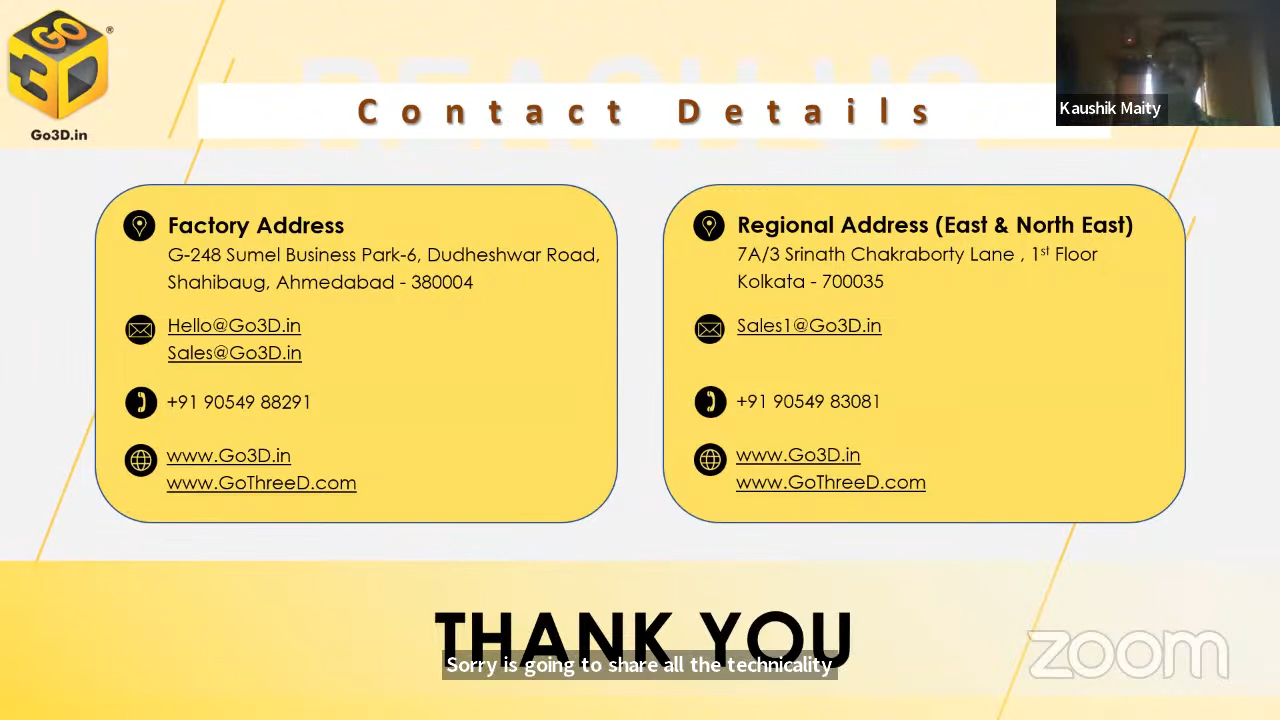 GO
3D
®
Go3D.in
Contact Details
Kaushik Maity
Factory Address
G-248 Sumel Business Park-6, Dudheshwar Road,
Shahibaug, Ahmedabad - 380004
Hello@Go3D.in
Sales@Go3D.in
+91 90549 88291
www.Go3D.in
www.GoThreeD.com
Regional Address (East & North East)
7A/3 Srinath Chakraborty Lane , 1st Floor
Kolkata - 700035
Sales1@Go3D.in
+91 90549 83081
www.Go3D.in
www.GoThreeD.com
THANK YOU
Sorry is going to share all the technicality
zoom